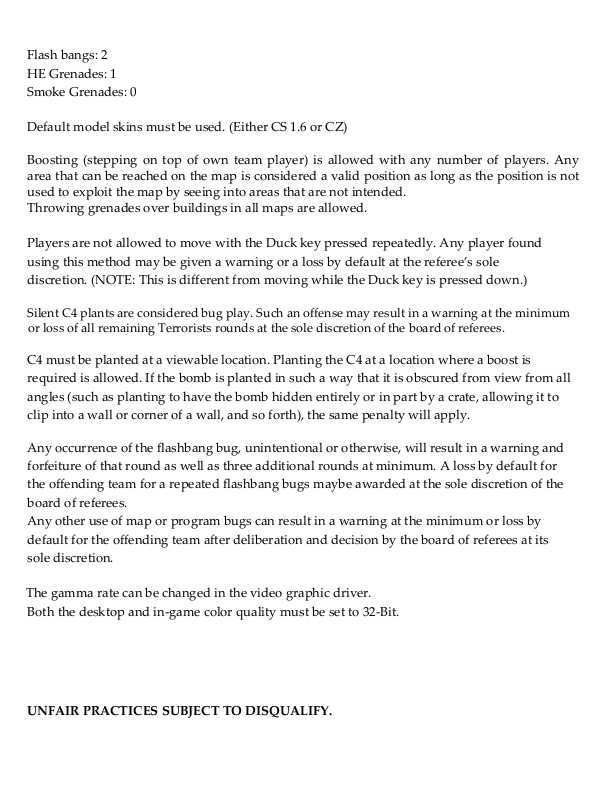 Flash bangs: 2
HE Grenades: 1
Smoke Grenades: 0
Default model skins must be used. (Either CS 1.6 or CZ)
Boosting (stepping on top of own team player) is allowed with any number of players. Any
area that can be reached on the map is considered a valid position as long as the position is not
used to exploit the map by seeing into areas that are not intended.
Throwing grenades over buildings in all maps are allowed.
Players are not allowed to move with the Duck key pressed repeatedly. Any player found
using this method may be given a warning or a loss by default at the referee’s sole
discretion. (NOTE: This is different from moving while the Duck key is pressed down.)
Silent C4 plants are considered bug play. Such an offense may result in a warning at the minimum
or loss of all remaining Terrorists rounds at the sole discretion of the board of referees.
C4 must be planted at a viewable location. Planting the C4 at a location where a boost is
required is allowed. If the bomb is planted in such a way that it is obscured from view from all
angles (such as planting to have the bomb hidden entirely or in part by a crate, allowing it to
clip into a wall or corner of a wall, and so forth), the same penalty will apply.
Any occurrence of the flashbang bug, unintentional or otherwise, will result in a warning and
forfeiture of that round as well as three additional rounds at minimum. A loss by default for
the offending team for a repeated flashbang bugs maybe awarded at the sole discretion of the
board of referees.
Any other use of map or program bugs can result in a warning at the minimum or loss by
default for the offending team after deliberation and decision by the board of referees at its
sole discretion.
The gamma rate can be changed in the video graphic driver.
Both the desktop and in-game color quality must be set to 32-Bit.
UNFAIR PRACTICES SUBJECT TO DISQUALIFY.